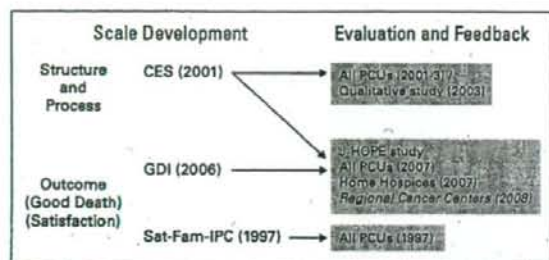 Scale Development
Evaluation and Feedback
Structure
and
Process
CES (2001)
All PCUs (2001-3)
Qualitative study (2003)
Outcome
(Good Death)
(Satisfaction)
GDI (2006)
J-HOPE study
All PCUs (2007)
Home Hospices (2007)
Regional Cancer Centers (2008)
Sat-Fam-IPC (1997)
All PCUs (1997)